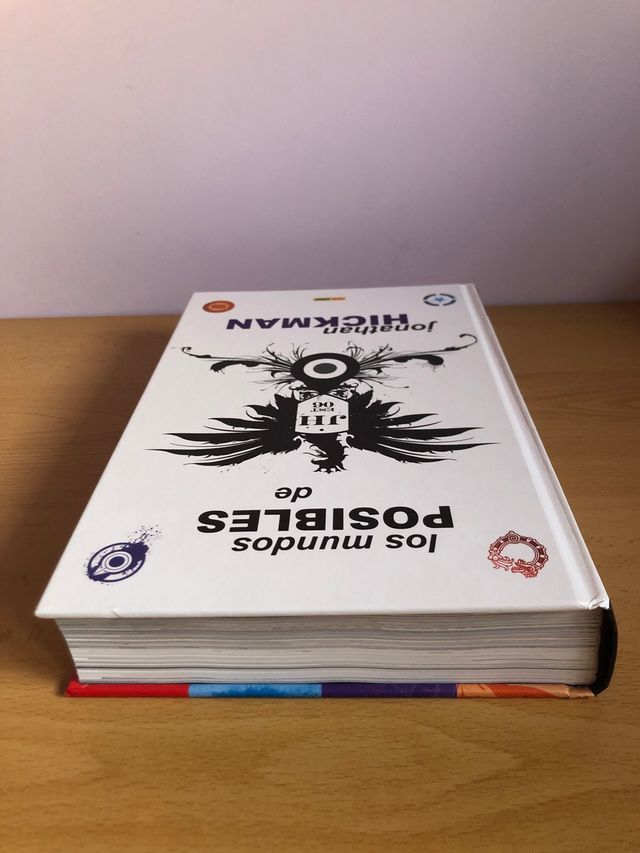 los mundos
POSIBLES
de
JH
EST
06
jonathan
HICKMAN